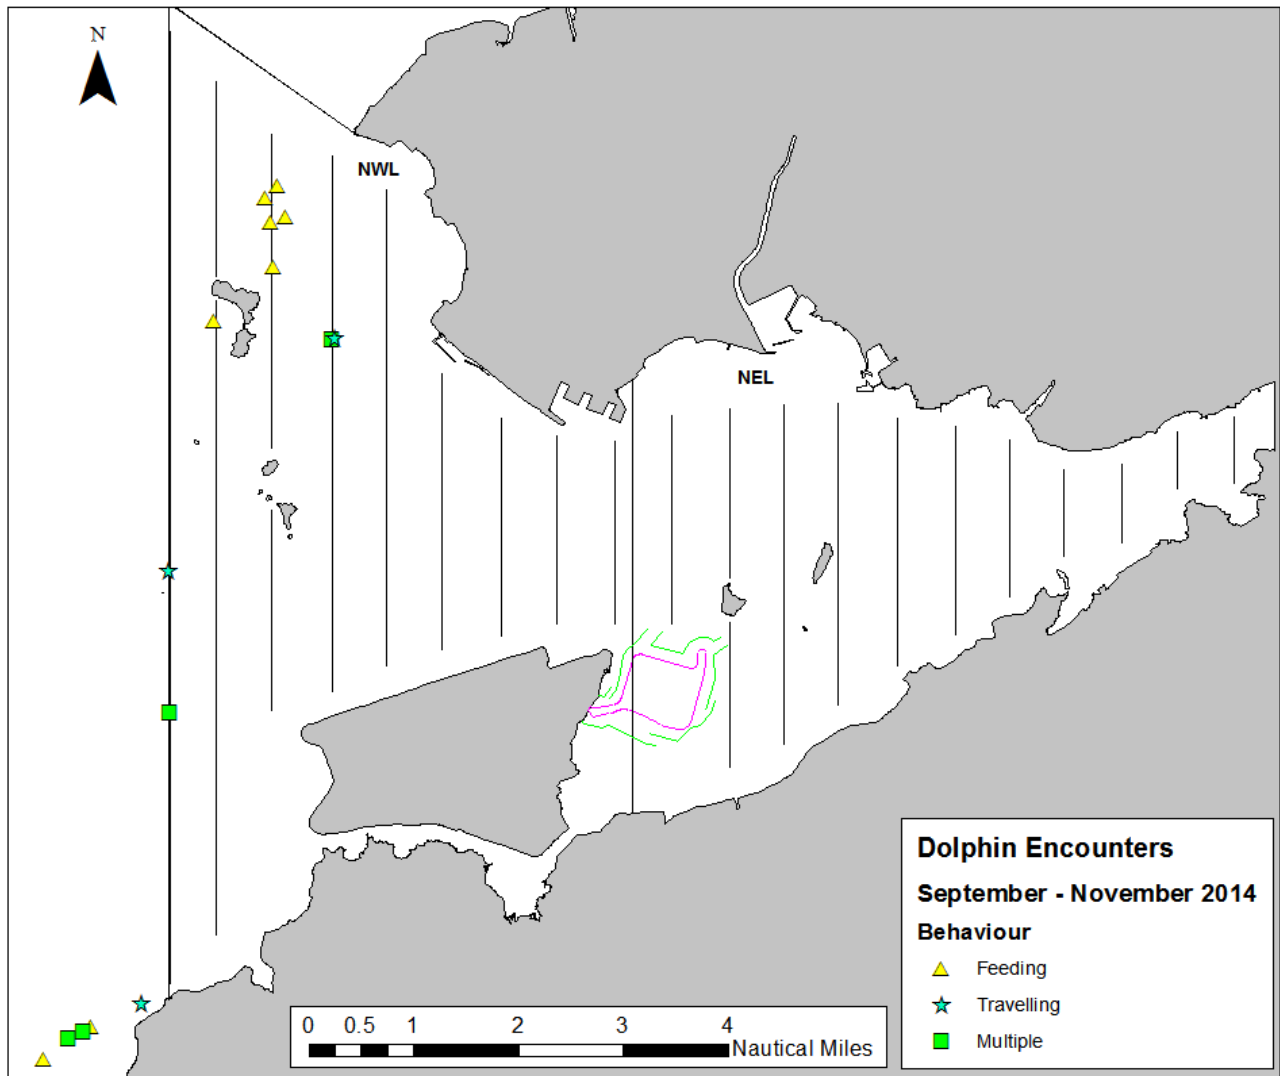 N
NWL
NEL
Dolphin Encounters
September - November 2014
Behaviour
Feeding
Travelling
Multiple
0 0.5 1 2 3 4
Nautical Miles